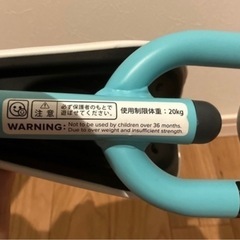 注意
必ず保護者のもとで
遊ばせてください。
使用制限体重：20kg
WARNING: Not to be used by children over 36 months.
Due to over weight and insufficient strength.